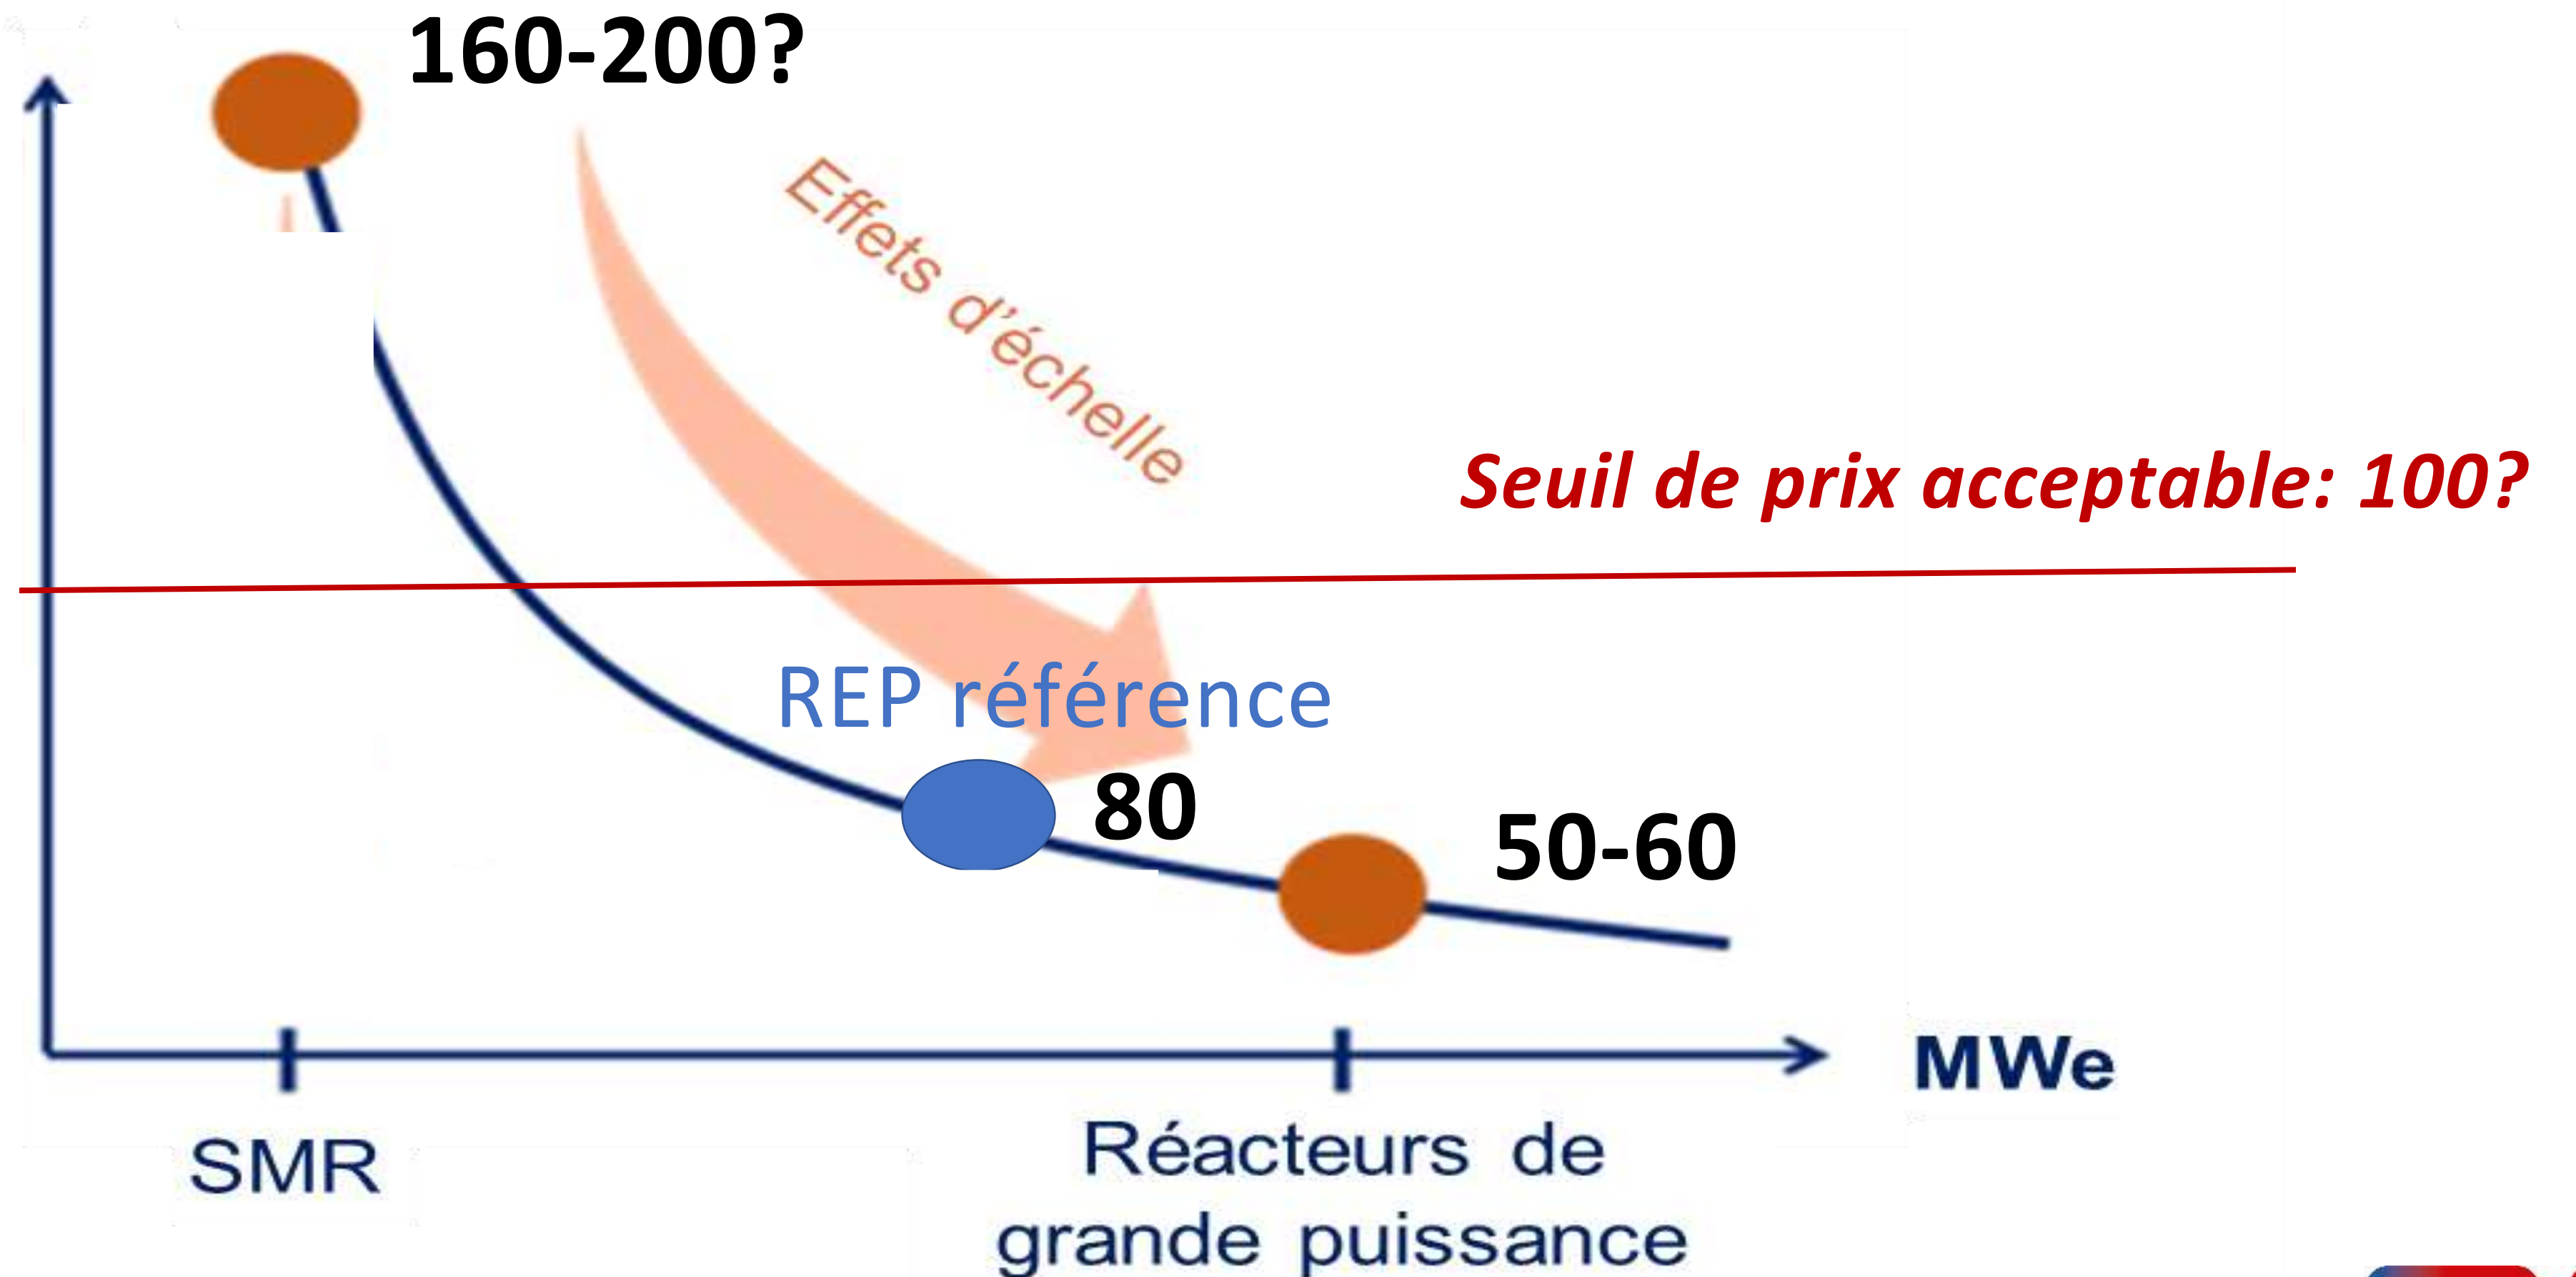 160-200?
Effets d'échelle
Seuil de prix acceptable: 100?
REP référence
80
50-60
MWe
SMR
Réacteurs de
grande puissance